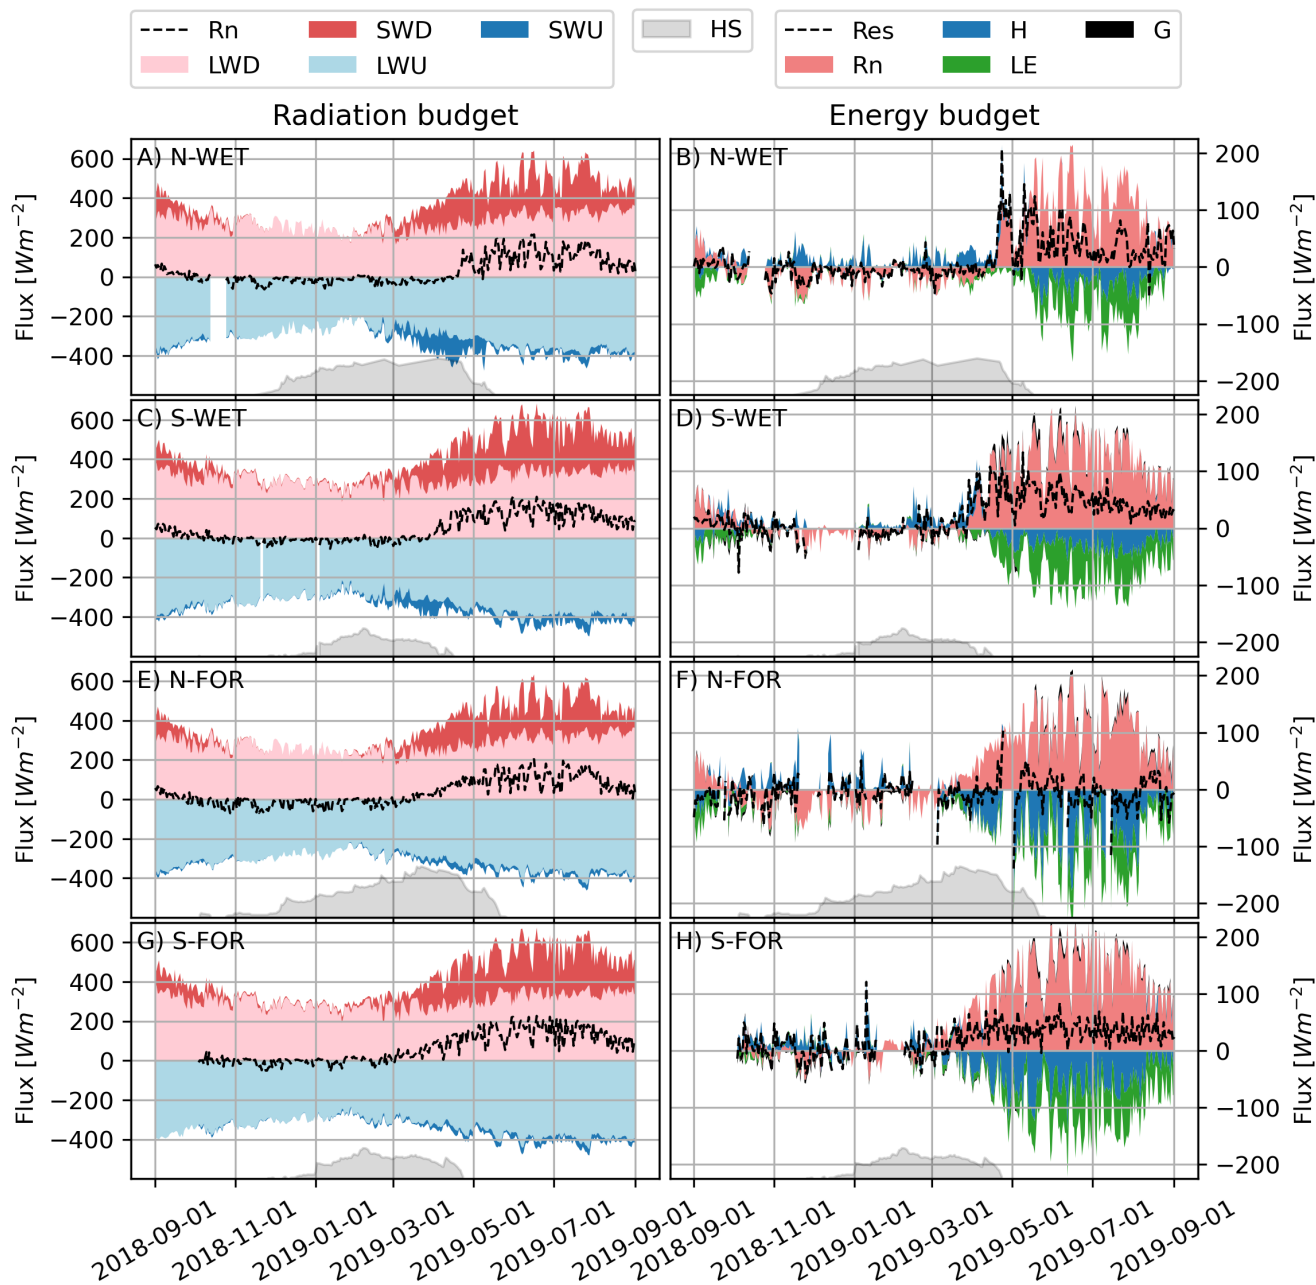 Rn SWD SWU
LWD LWU
HS
Res H G
Rn LE
Radiation budget
Energy budget
A) N-WET
Flux [Wm⁻²]
600
400
200
0
−200
−400
B) N-WET
Flux [Wm⁻²]
200
100
0
−100
−200
C) S-WET
Flux [Wm⁻²]
600
400
200
0
−200
−400
D) S-WET
Flux [Wm⁻²]
200
100
0
−100
−200
E) N-FOR
Flux [Wm⁻²]
600
400
200
0
−200
−400
F) N-FOR
Flux [Wm⁻²]
200
100
0
−100
−200
G) S-FOR
Flux [Wm⁻²]
600
400
200
0
−200
−400
H) S-FOR
Flux [Wm⁻²]
200
100
0
−100
−200
2018-09-01 2018-11-01 2019-01-01 2019-03-01 2019-05-01 2019-07-01 2019-09-01
2018-09-01 2018-11-01 2019-01-01 2019-03-01 2019-05-01 2019-07-01 2019-09-01